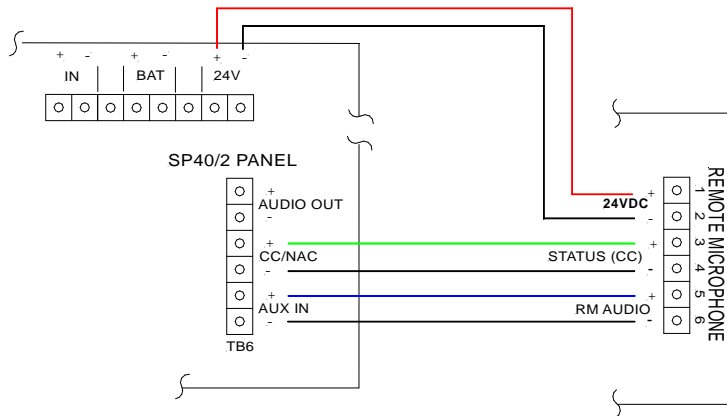 + - + - + -
IN BAT 24V
SP40/2 PANEL
+
AUDIO OUT
-
+
CC/NAC
-
+
AUX IN
-
TB6
24VDC
+
-
STATUS (CC)
+
-
RM AUDIO
+
-
1
2
3
4
5
6
REMOTE MICROPHONE